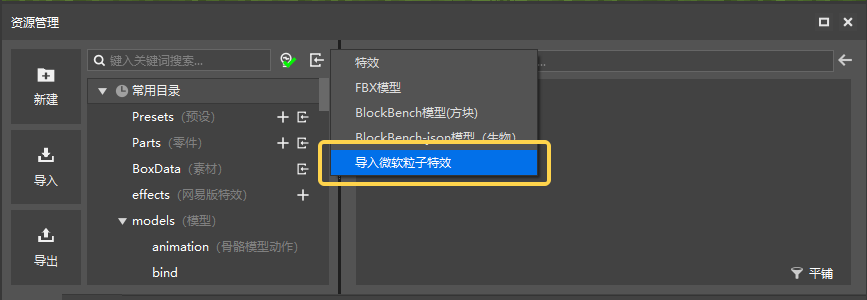 资源管理
新建
导入
导出
键入关键词搜索...
常用目录
Presets (预设)
Parts (零件)
BoxData (素材)
effects (网易版特效)
models (模型)
animation (骨骼模型动作)
bind
特效
FBX模型
BlockBench模型(方块)
BlockBench-json模型 (生物)
导入微软粒子特效
...
平铺